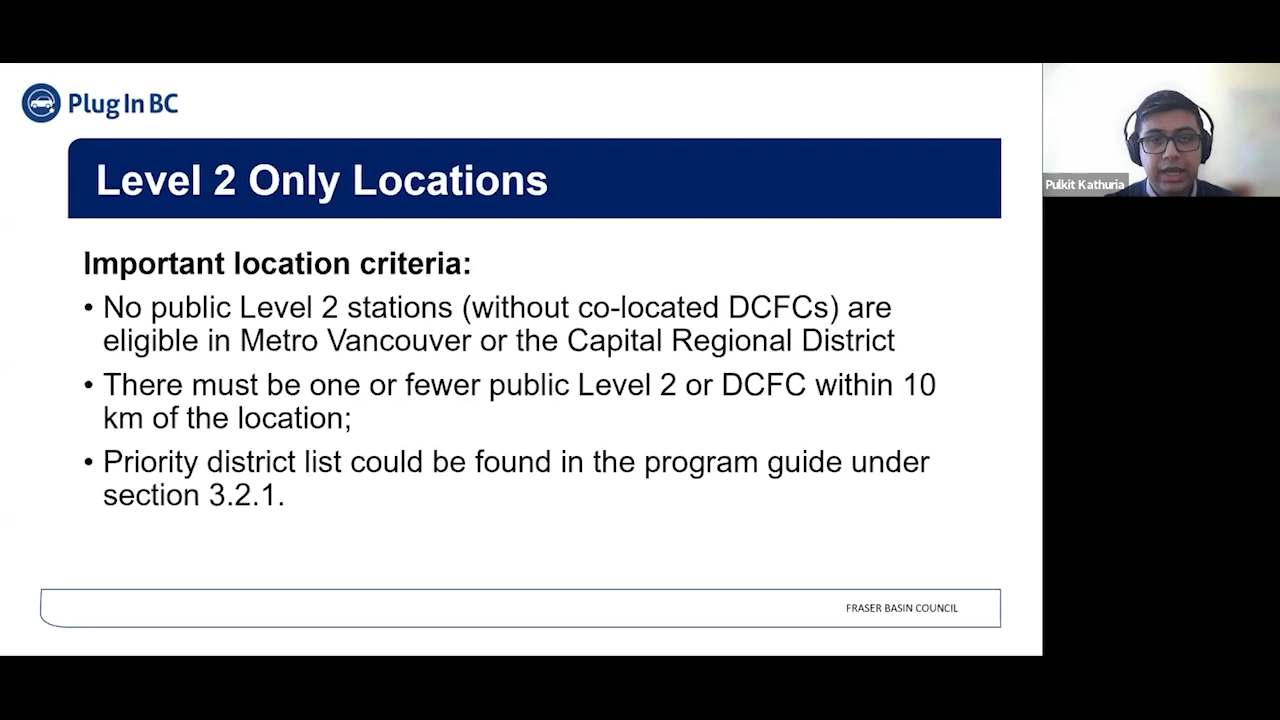 Plug In BC
Level 2 Only Locations
Pulkit Kathuria
Important location criteria:
• No public Level 2 stations (without co-located DCFCs) are
eligible in Metro Vancouver or the Capital Regional District
• There must be one or fewer public Level 2 or DCFC within 10
km of the location;
• Priority district list could be found in the program guide under
section 3.2.1.
FRASER BASIN COUNCIL